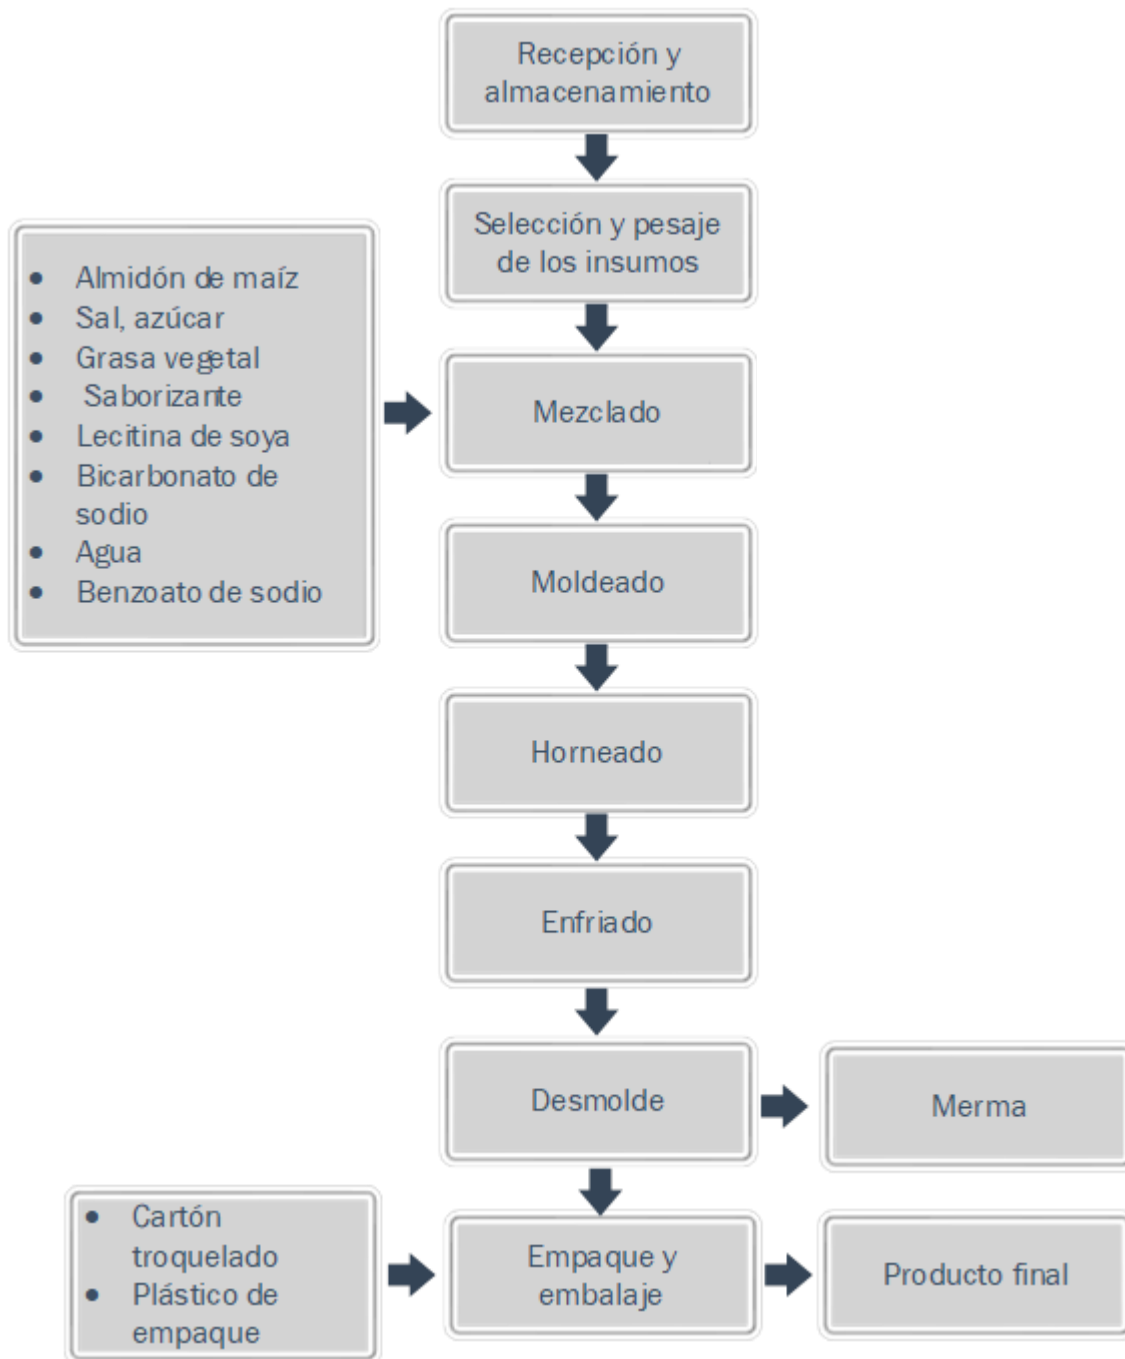 Recepción y
almacenamiento
Selección y pesaje
de los insumos
• Almidón de maíz
• Sal, azúcar
• Grasa vegetal
• Saborizante
• Lecitina de soya
• Bicarbonato de
sodio
• Agua
• Benzoato de sodio
Mezclado
Moldeado
Horneado
Enfriado
Desmolde
Merma
• Cartón
troquelado
• Plástico de
empaque
Empaque y
embalaje
Producto final